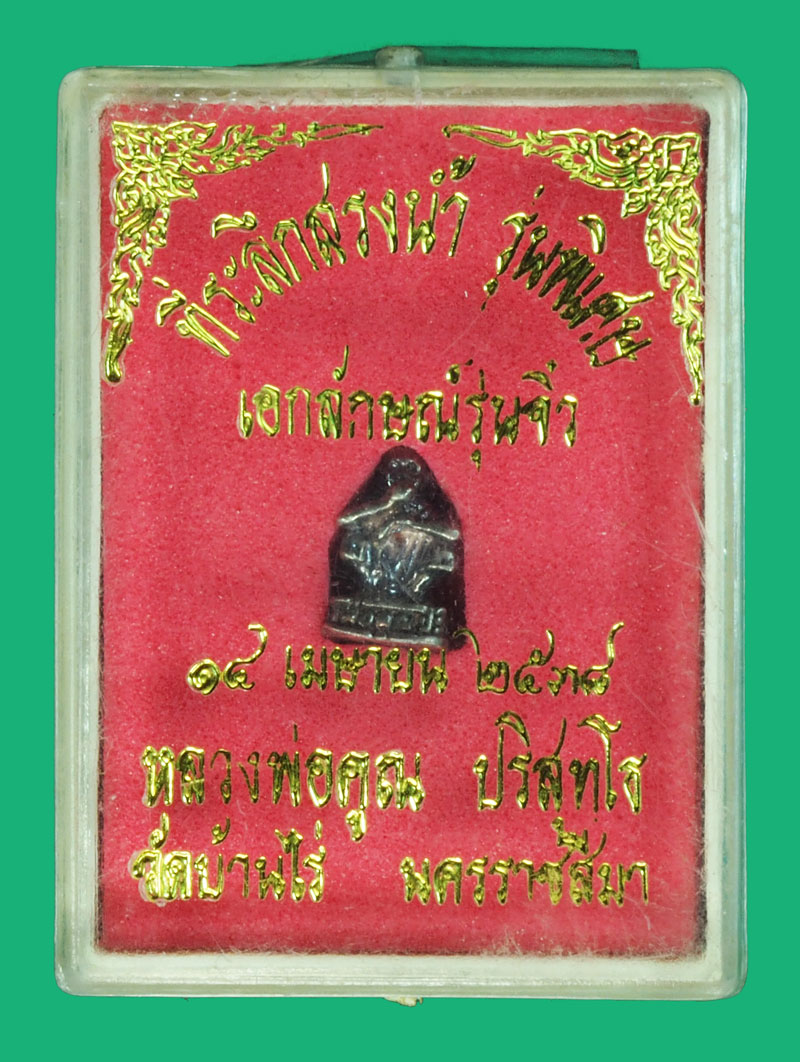 ที่ระลึกสรงน้ำ รุ่นพิเศษ
เอกลักษณ์รุ่นจิ๋ว
๑๔ เมษายน ๒๕๓๘
หลวงพ่อคูณ ปริสุทโธ
วัดบ้านไร่ นครราชสีมา